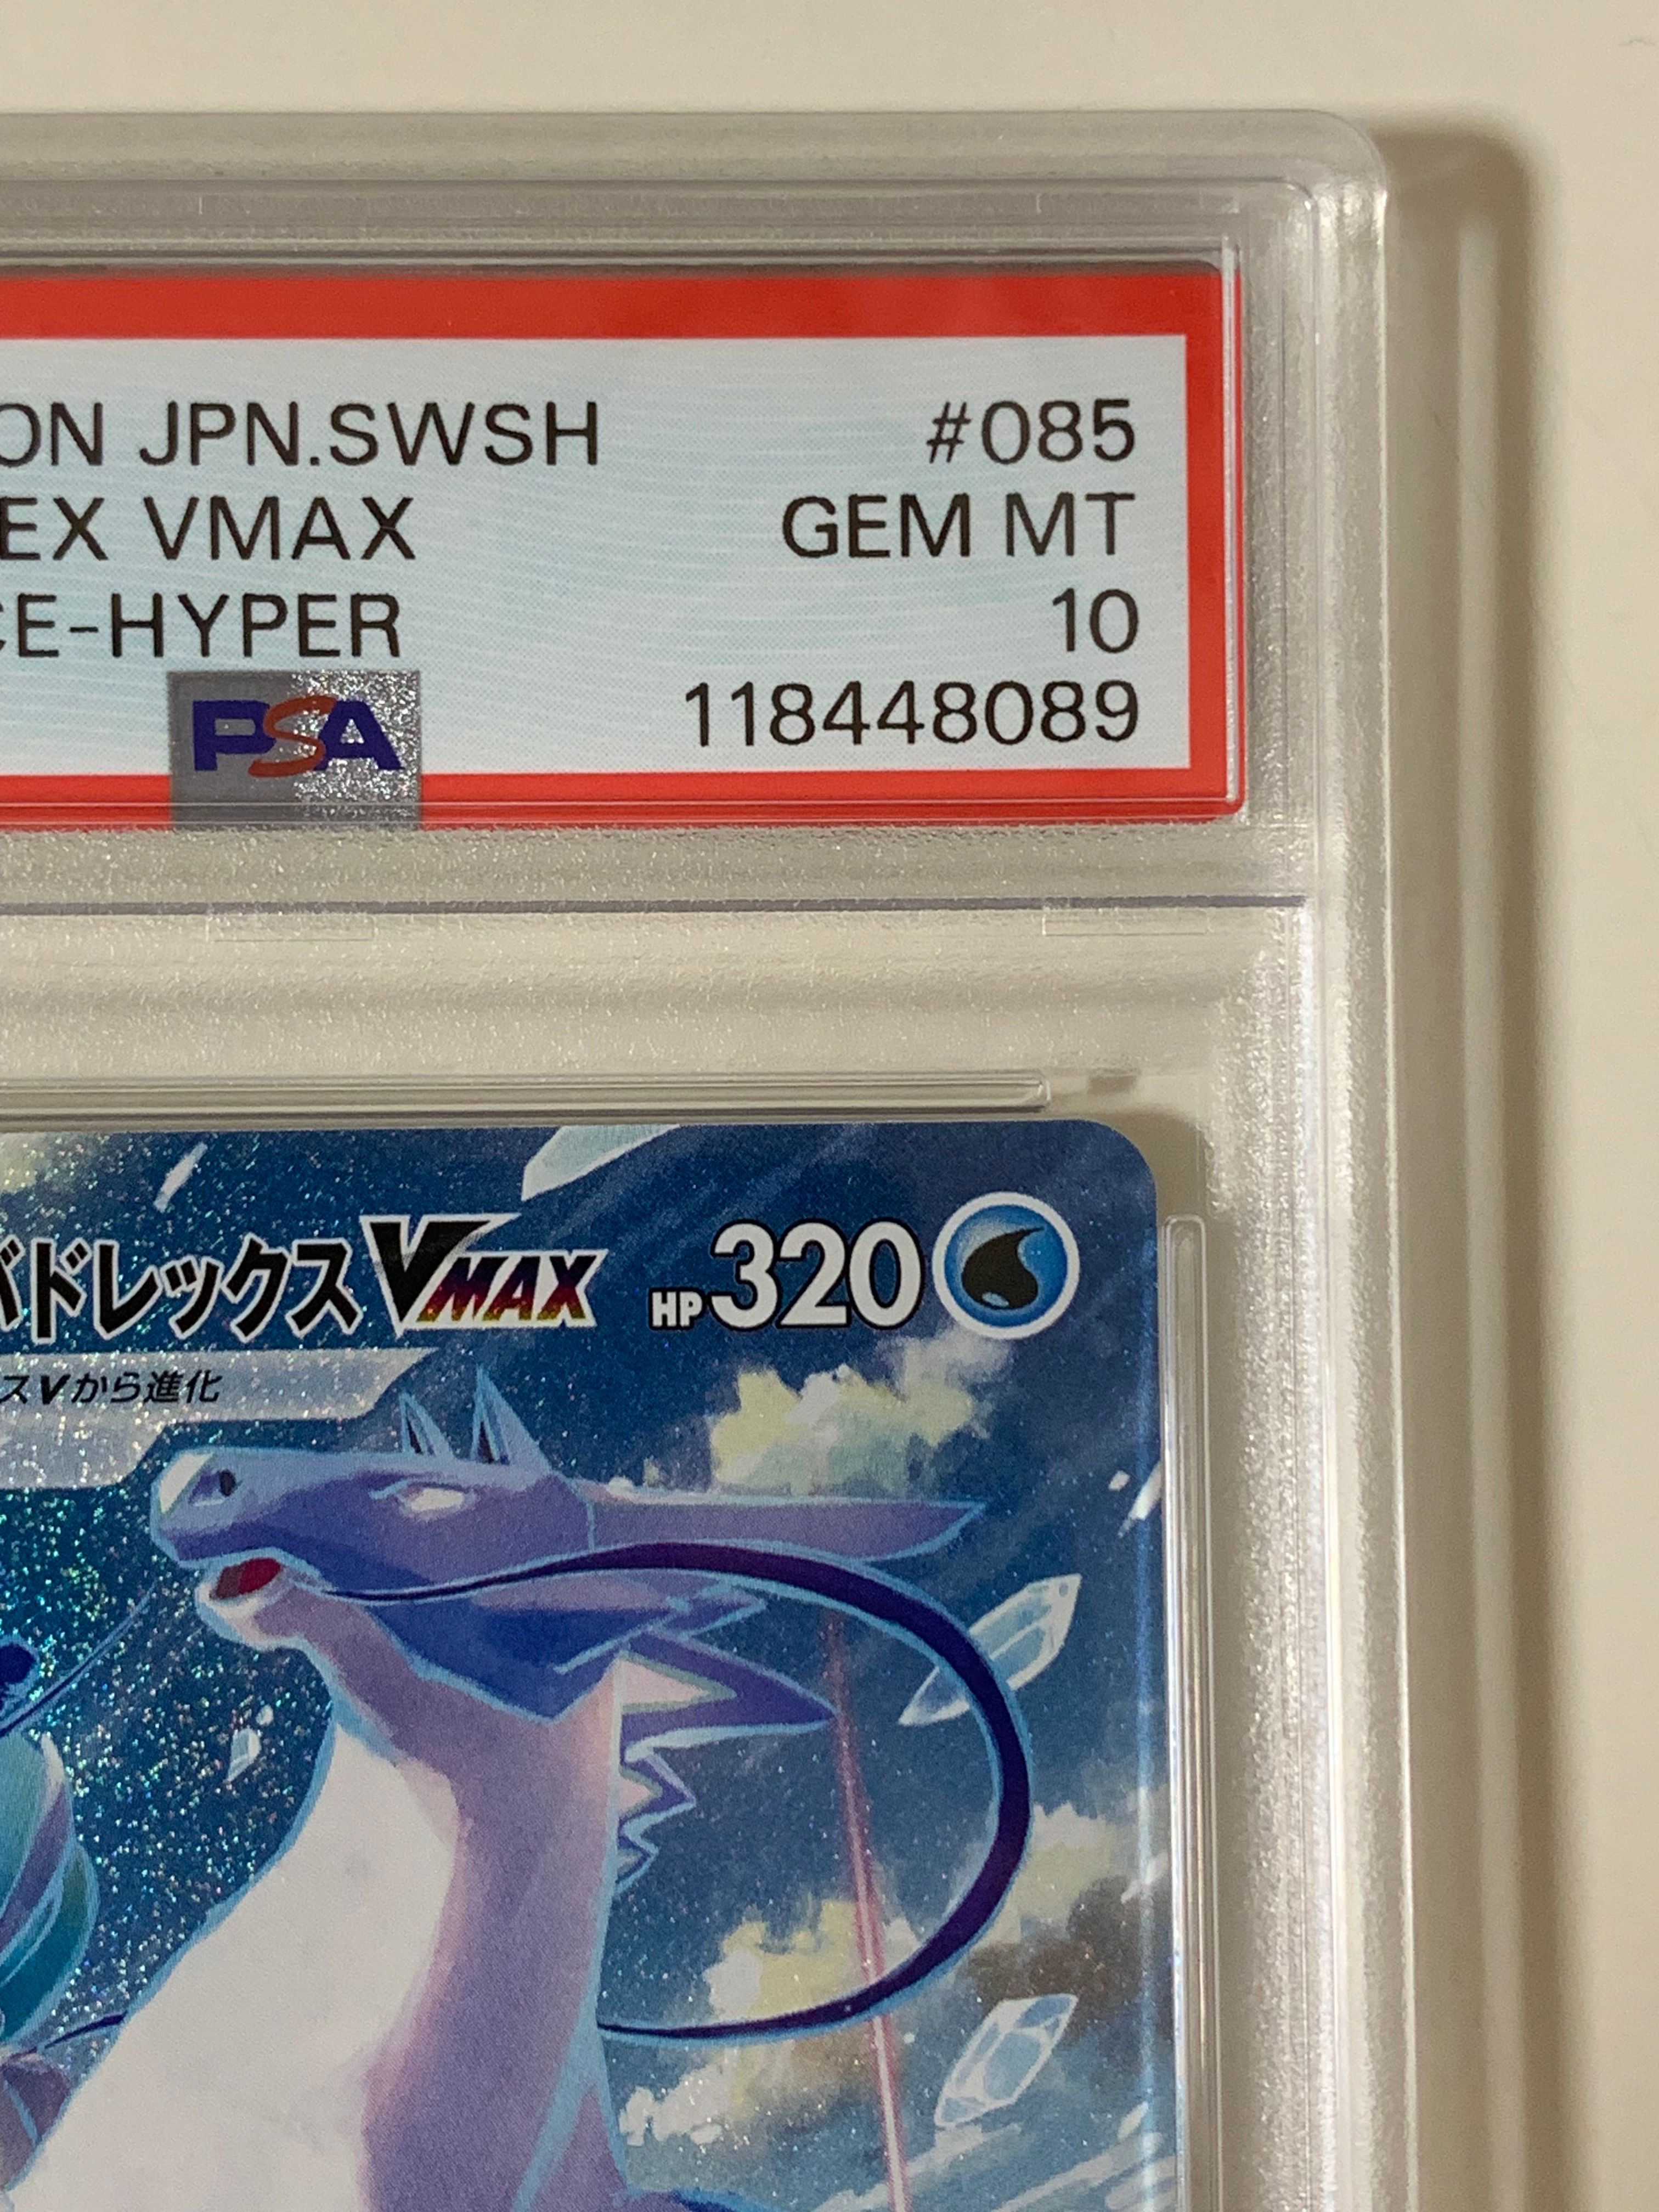 ON JPN.SWSH #085
EX VMAX GEM MT
CE-HYPER 10
PSA 118448089
バドレックスVMAX HP320
スVから進化